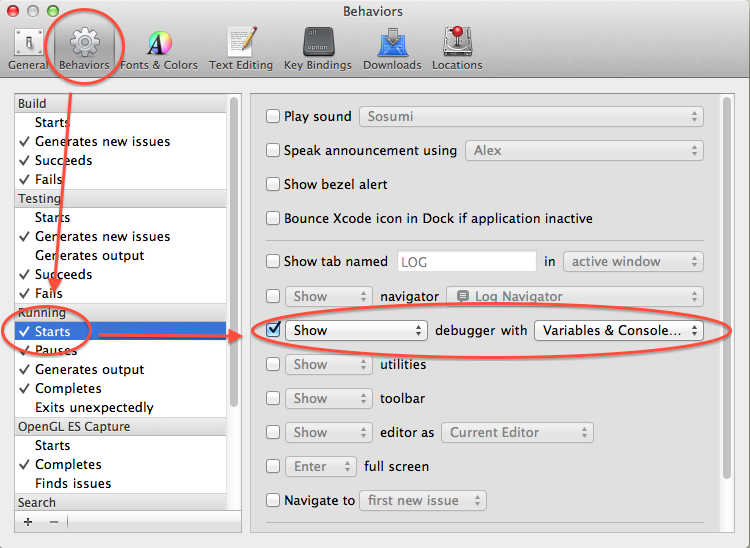 Behaviors
General Behaviors Fonts & Colors Text Editing Key Bindings Downloads Locations
alt
option
Build
Starts
Generates new issues
Succeeds
Fails
Testing
Starts
Generates new issues
Generates output
Succeeds
Fails
Running
Starts
Pauses
Generates output
Completes
Exits unexpectedly
OpenGL ES Capture
Starts
Completes
Finds issues
Search
Play sound Sosumi
Speak announcement using Alex
Show bezel alert
Bounce Xcode icon in Dock if application inactive
Show tab named LOG in active window
Show navigator Log Navigator
Show debugger with Variables & Console...
Show utilities
Show toolbar
Show editor as Current Editor
Enter full screen
Navigate to first new issue